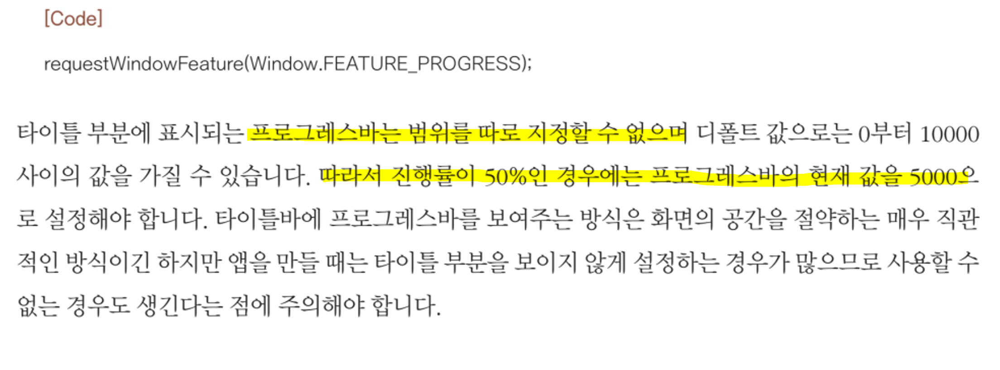 [Code]
requestWindowFeature(Window.FEATURE_PROGRESS);
타이틀 부분에 표시되는 프로그레스바는 범위를 따로 지정할 수 없으며 디폴트 값으로는 0부터 10000
사이의 값을 가질 수 있습니다. 따라서 진행률이 50%인 경우에는 프로그레스바의 현재 값을 5000으
로 설정해야 합니다. 타이틀바에 프로그레스바를 보여주는 방식은 화면의 공간을 절약하는 매우 직관
적인 방식이긴 하지만 앱을 만들 때는 타이틀 부분을 보이지 않게 설정하는 경우가 많으므로 사용할 수
없는 경우도 생긴다는 점에 주의해야 합니다.